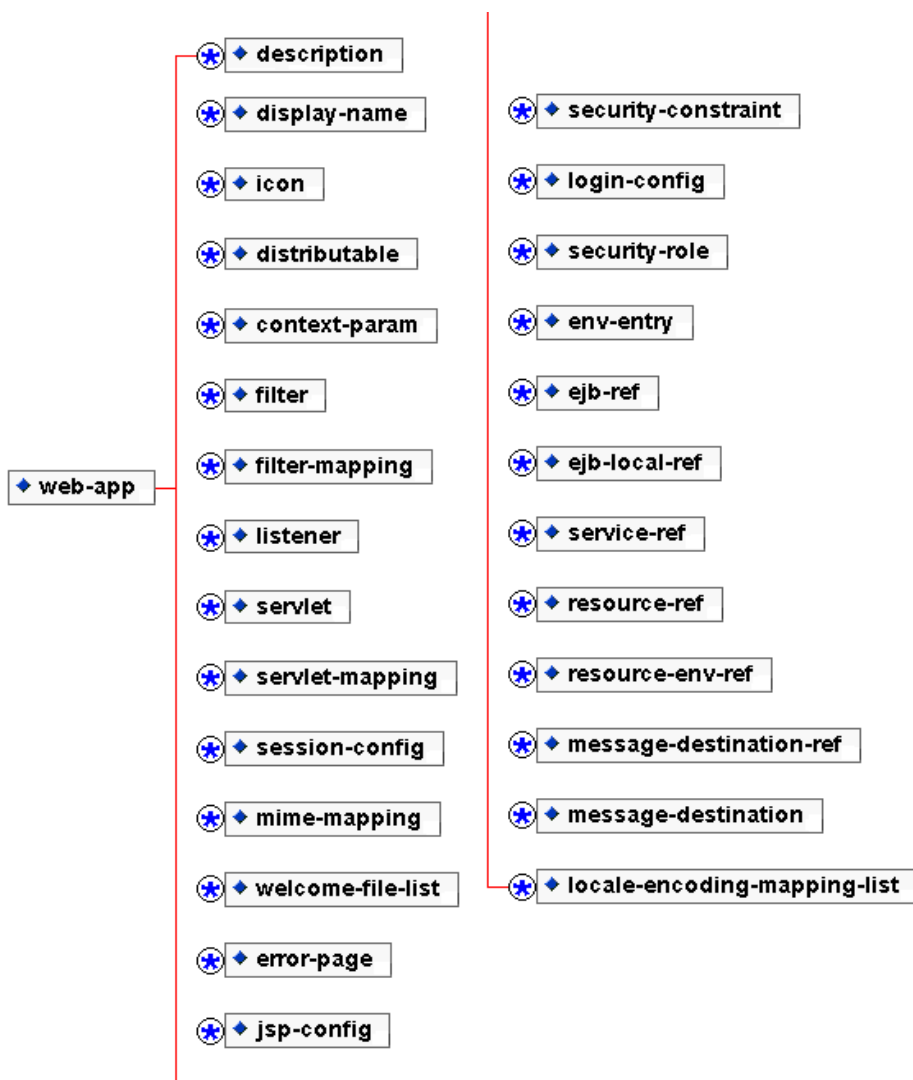 web-app
description
display-name
icon
distributable
context-param
filter
filter-mapping
listener
servlet
servlet-mapping
session-config
mime-mapping
welcome-file-list
error-page
jsp-config
security-constraint
login-config
security-role
env-entry
ejb-ref
ejb-local-ref
service-ref
resource-ref
resource-env-ref
message-destination-ref
message-destination
locale-encoding-mapping-list